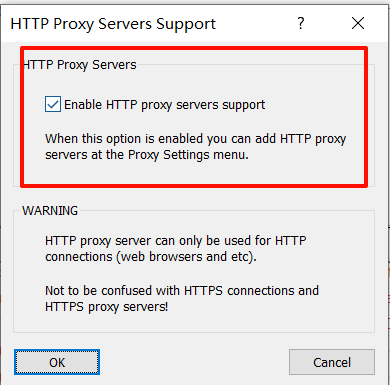 HTTP Proxy Servers Support
?
HTTP Proxy Servers
Enable HTTP proxy servers support
When this option is enabled you can add HTTP proxy
servers at the Proxy Settings menu.
WARNING
HTTP proxy server can only be used for HTTP
connections (web browsers and etc).
Not to be confused with HTTPS connections and
HTTPS proxy servers!
OK
Cancel